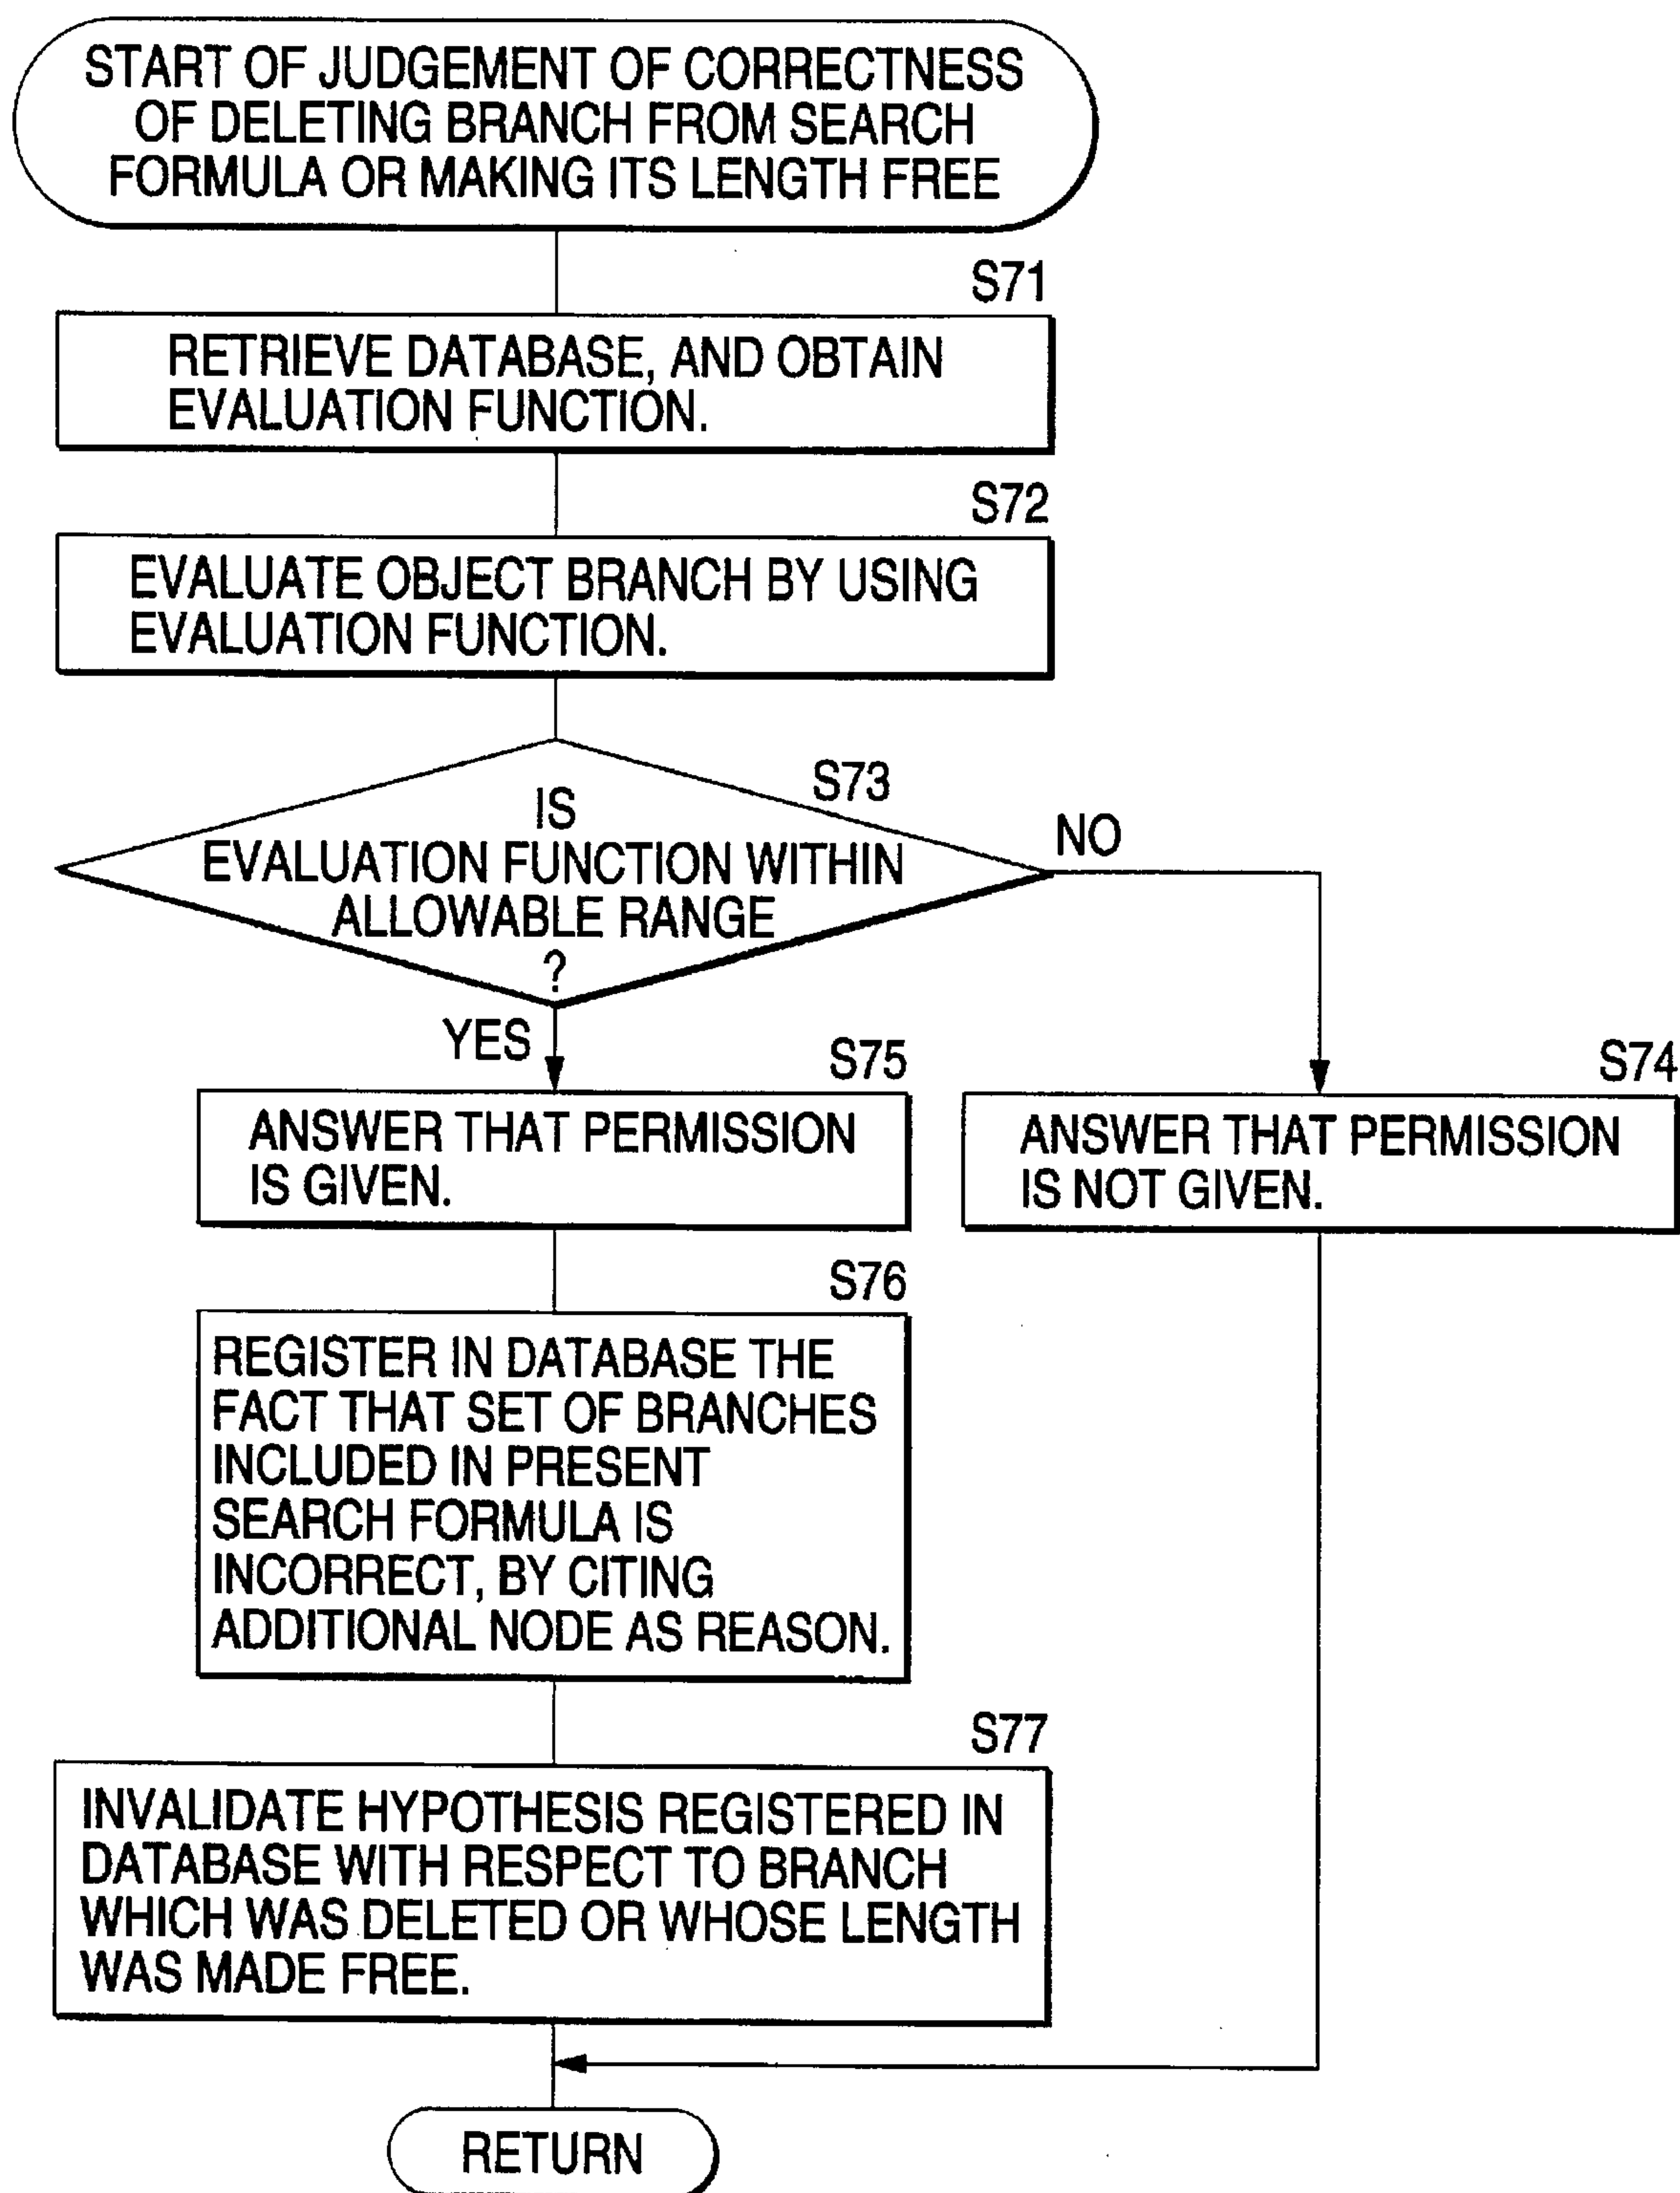 START OF JUDGEMENT OF CORRECTNESS
OF DELETING BRANCH FROM SEARCH
FORMULA OR MAKING ITS LENGTH FREE
S71
RETRIEVE DATABASE, AND OBTAIN
EVALUATION FUNCTION.
S72
EVALUATE OBJECT BRANCH BY USING
EVALUATION FUNCTION.
S73
IS
EVALUATION FUNCTION WITHIN
ALLOWABLE RANGE
?
NO
YES
S75
ANSWER THAT PERMISSION
IS GIVEN.
S74
ANSWER THAT PERMISSION
IS NOT GIVEN.
S76
REGISTER IN DATABASE THE
FACT THAT SET OF BRANCHES
INCLUDED IN PRESENT
SEARCH FORMULA IS
INCORRECT, BY CITING
ADDITIONAL NODE AS REASON.
S77
INVALIDATE HYPOTHESIS REGISTERED IN
DATABASE WITH RESPECT TO BRANCH
WHICH WAS DELETED OR WHOSE LENGTH
WAS MADE FREE.
RETURN